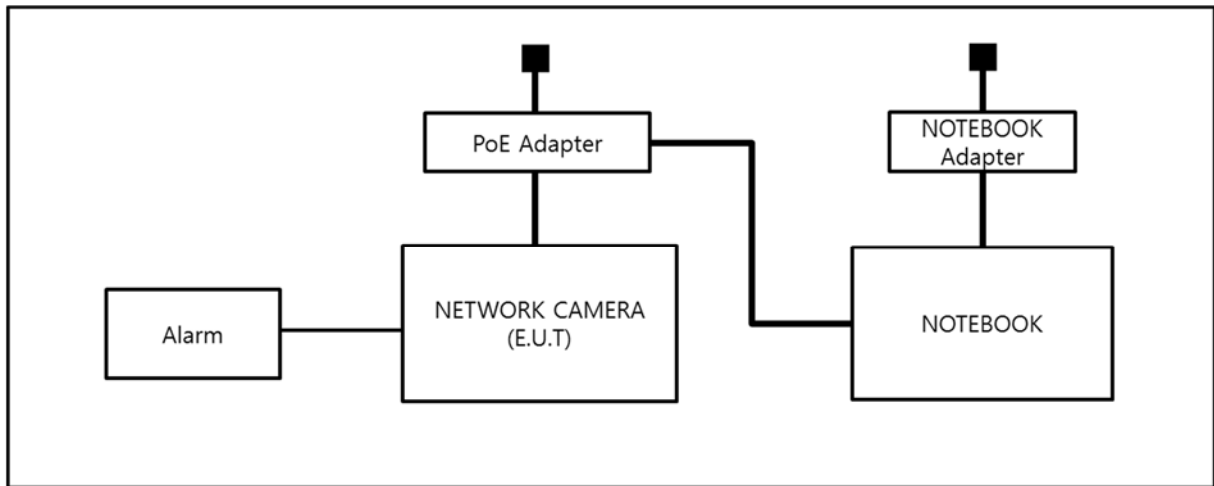 PoE Adapter
NOTEBOOK
Adapter
Alarm
NETWORK CAMERA
(E.U.T)
NOTEBOOK